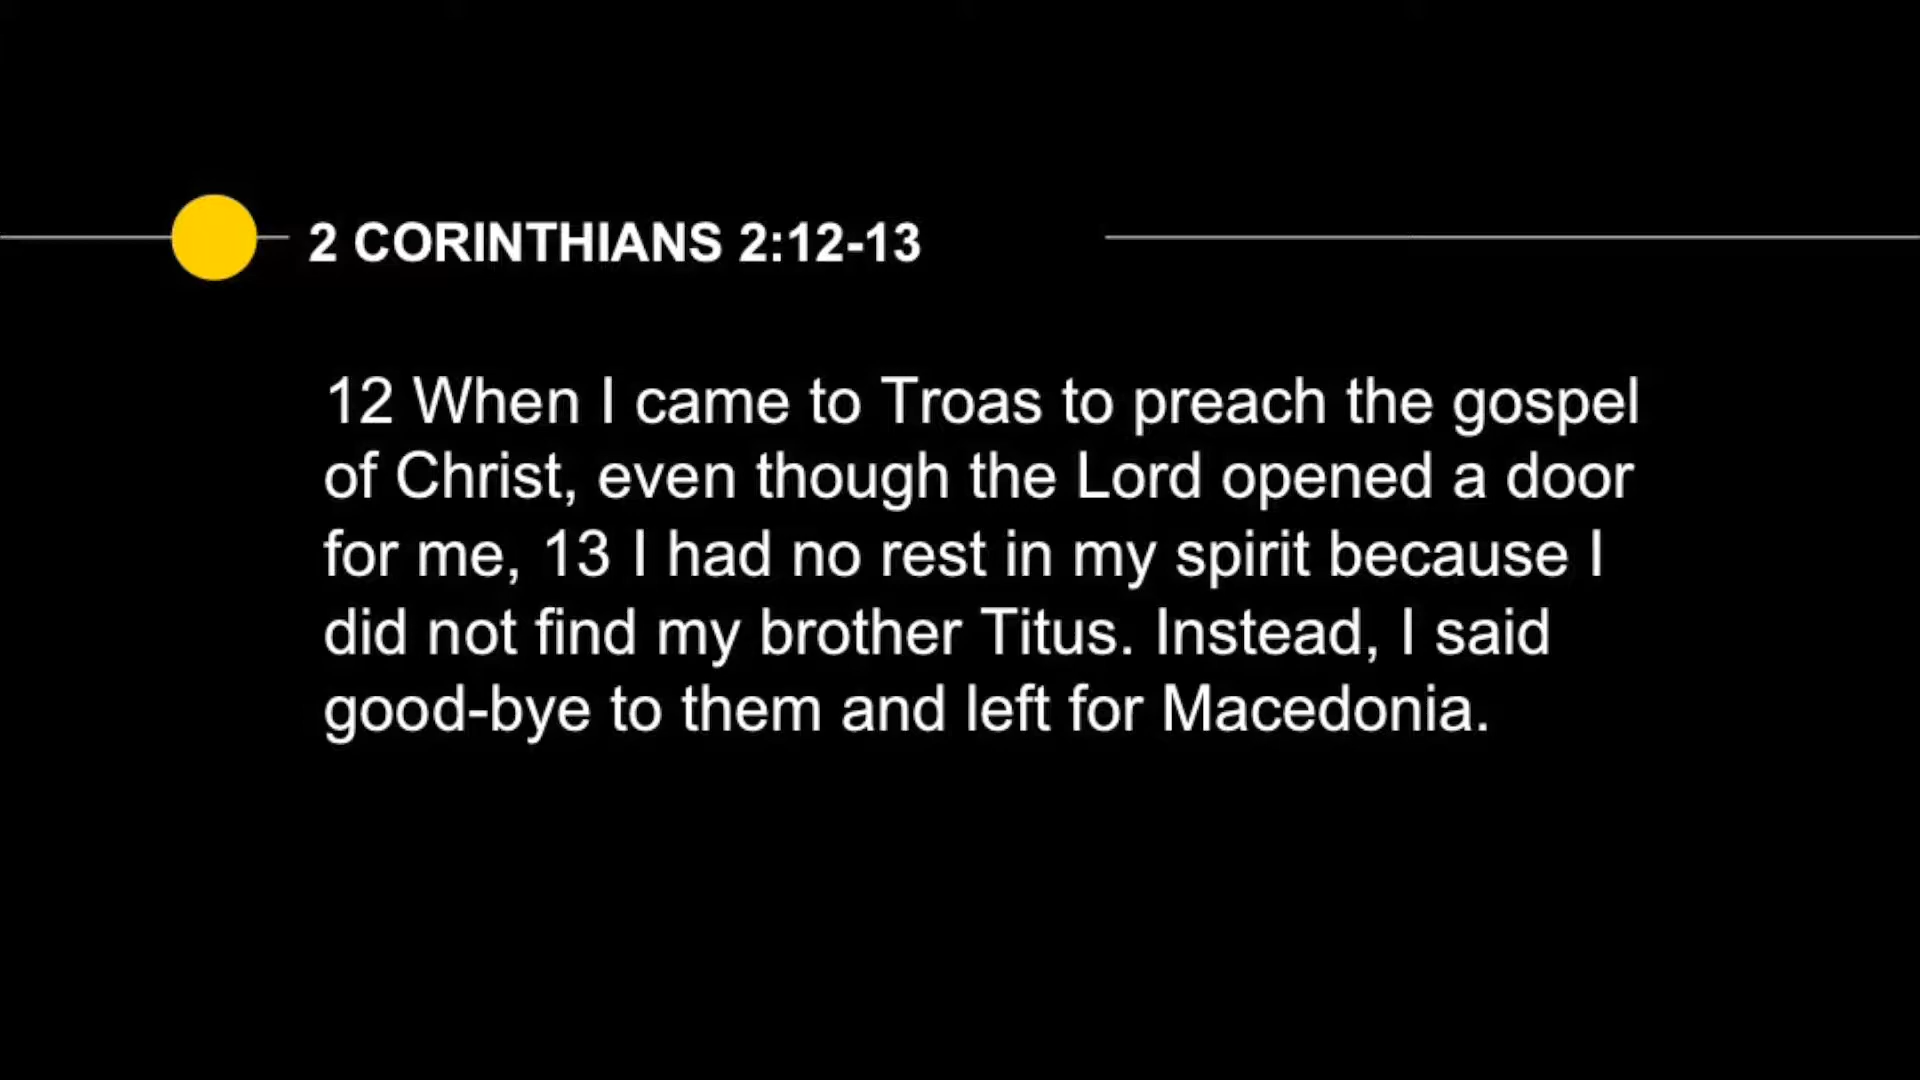 2 CORINTHIANS 2:12-13
12 When I came to Troas to preach the gospel
of Christ, even though the Lord opened a door
for me, 13 I had no rest in my spirit because I
did not find my brother Titus. Instead, I said
good-bye to them and left for Macedonia.